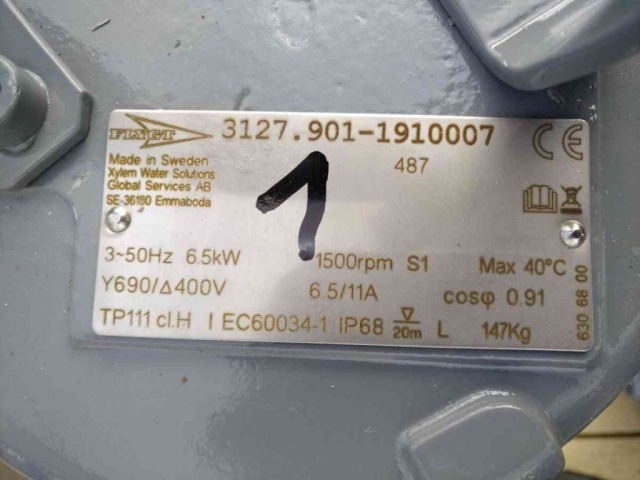 FLYGT 3127.901-1910007 CE
487
Made in Sweden
Xylem Water Solutions
Global Services AB
SE-36180 Emmaboda
1
3~50Hz 6.5kW 1500rpm S1 Max 40°C
Y690/Δ400V 6.5/11A cosφ 0.91
TP111 cl.H IEC60034-1 IP68 20m L 147Kg
630 68 00